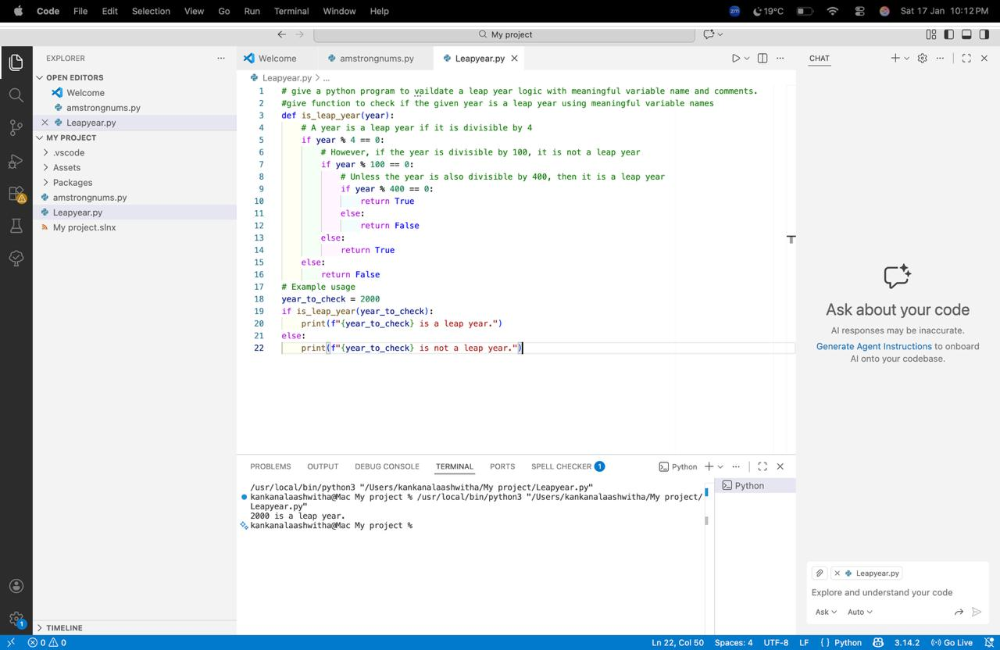 Code File Edit Selection View Go Run Terminal Window Help zm 19°C Sat 17 Jan 10:12 PM
My project
EXPLORER
OPEN EDITORS
Welcome
amstrongnums.py
Leapyear.py
MY PROJECT
.vscode
Assets
Packages
amstrongnums.py
Leapyear.py
My project.slnx
TIMELINE
Welcome amstrongnums.py Leapyear.py
Leapyear.py > ...
1 # give a python program to vaildate a leap year logic with meaningful variable name and comments.
2 #give function to check if the given year is a leap year using meaningful variable names
3 def is_leap_year(year):
4 # A year is a leap year if it is divisible by 4
5 if year % 4 == 0:
6 # However, if the year is divisible by 100, it is not a leap year
7 if year % 100 == 0:
8 # Unless the year is also divisible by 400, then it is a leap year
9 if year % 400 == 0:
10 return True
11 else:
12 return False
13 else:
14 return True
15 else:
16 return False
17 # Example usage
18 year_to_check = 2000
19 if is_leap_year(year_to_check):
20 print(f"{year_to_check} is a leap year.")
21 else:
22 print(f"{year_to_check} is not a leap year.")
PROBLEMS OUTPUT DEBUG CONSOLE TERMINAL PORTS SPELL CHECKER 1 Python
/usr/local/bin/python3 "/Users/kankanalaashwitha/My project/Leapyear.py"
kankanalaashwitha@Mac My project % /usr/local/bin/python3 "/Users/kankanalaashwitha/My project/
Leapyear.py"
2000 is a leap year.
kankanalaashwitha@Mac My project %
Python
CHAT
Ask about your code
AI responses may be inaccurate.
Generate Agent Instructions to onboard
AI onto your codebase.
Leapyear.py
Explore and understand your code
Ask Auto
1
0 0 Ln 22, Col 50 Spaces: 4 UTF-8 LF { } Python 3.14.2 Go Live